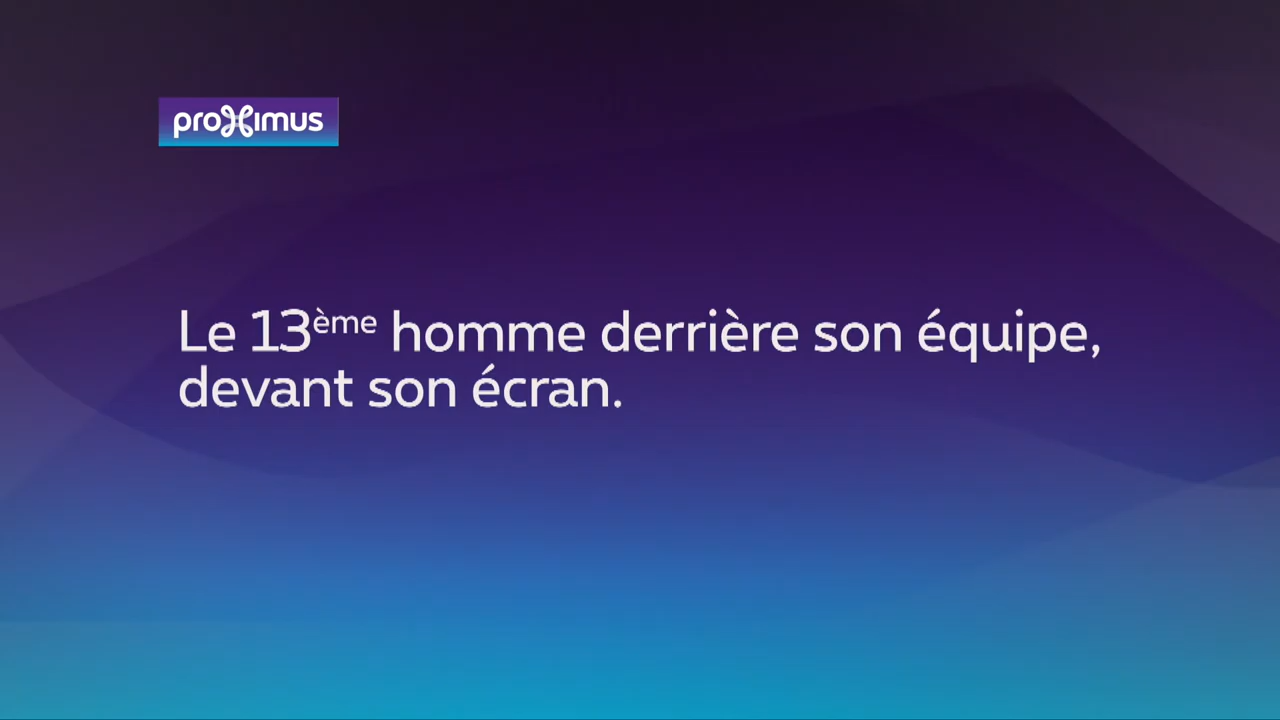 proximus
Le 13ème homme derrière son équipe,
devant son écran.